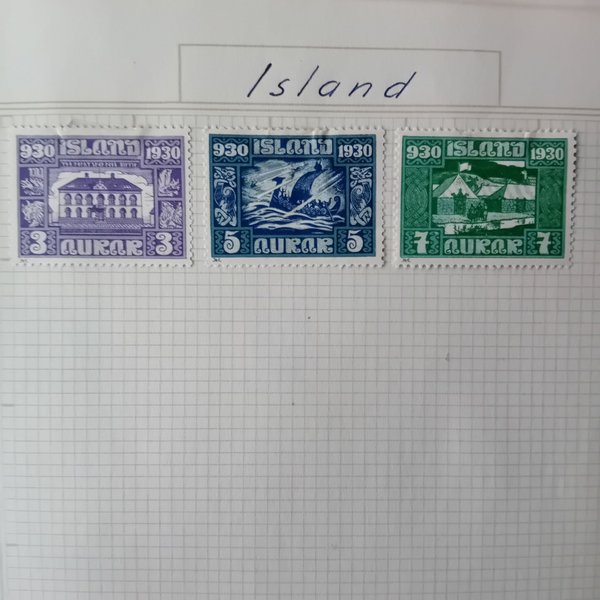 Island
930 ISLAND 1930
3 AURAR 3
930 ISLAND 1930
5 AURAR 5
930 ISLAND 1930
7 AURAR 7